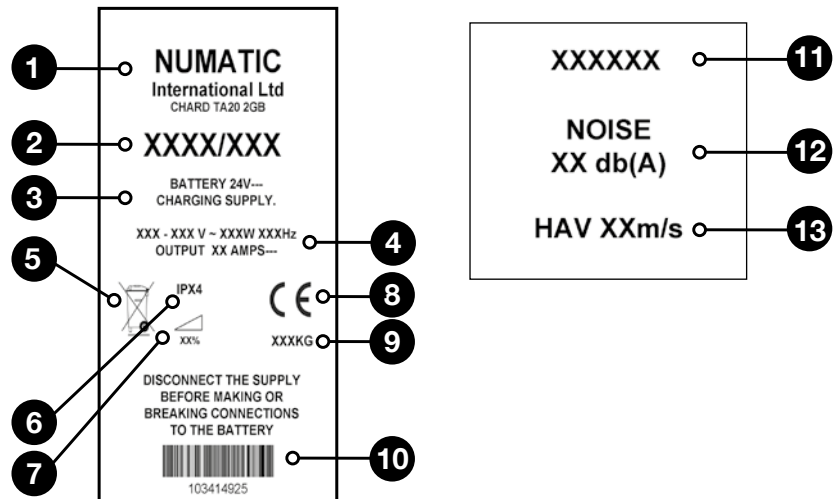 1
NUMATIC
International Ltd
CHARD TA20 2GB
2
XXXX/XXX
3
BATTERY 24V---
CHARGING SUPPLY.
XXX - XXX V ~ XXXW XXXHz
OUTPUT XX AMPS---
4
5
IPX4
6
XX%
7
CE
8
XXXKG
9
DISCONNECT THE SUPPLY
BEFORE MAKING OR
BREAKING CONNECTIONS
TO THE BATTERY
10
103414925
XXXXXX
11
NOISE
XX db(A)
12
HAV XXm/s
13